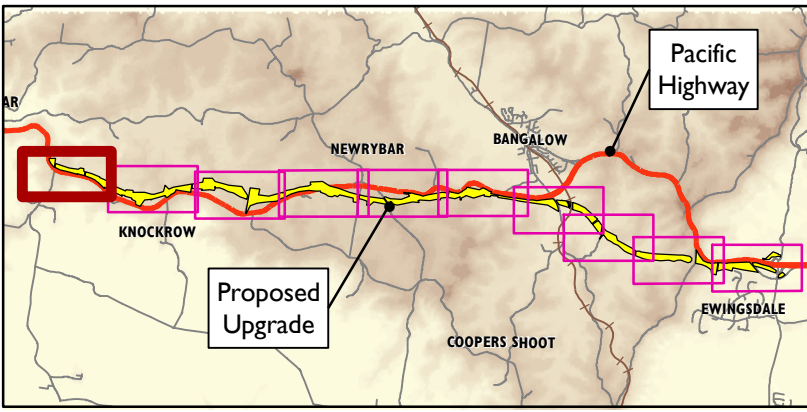 Pacific
Highway
AR
NEWRYBAR
BANGALOW
KNOCKROW
Proposed
Upgrade
EWINGSDALE
COOPERS SHOOT